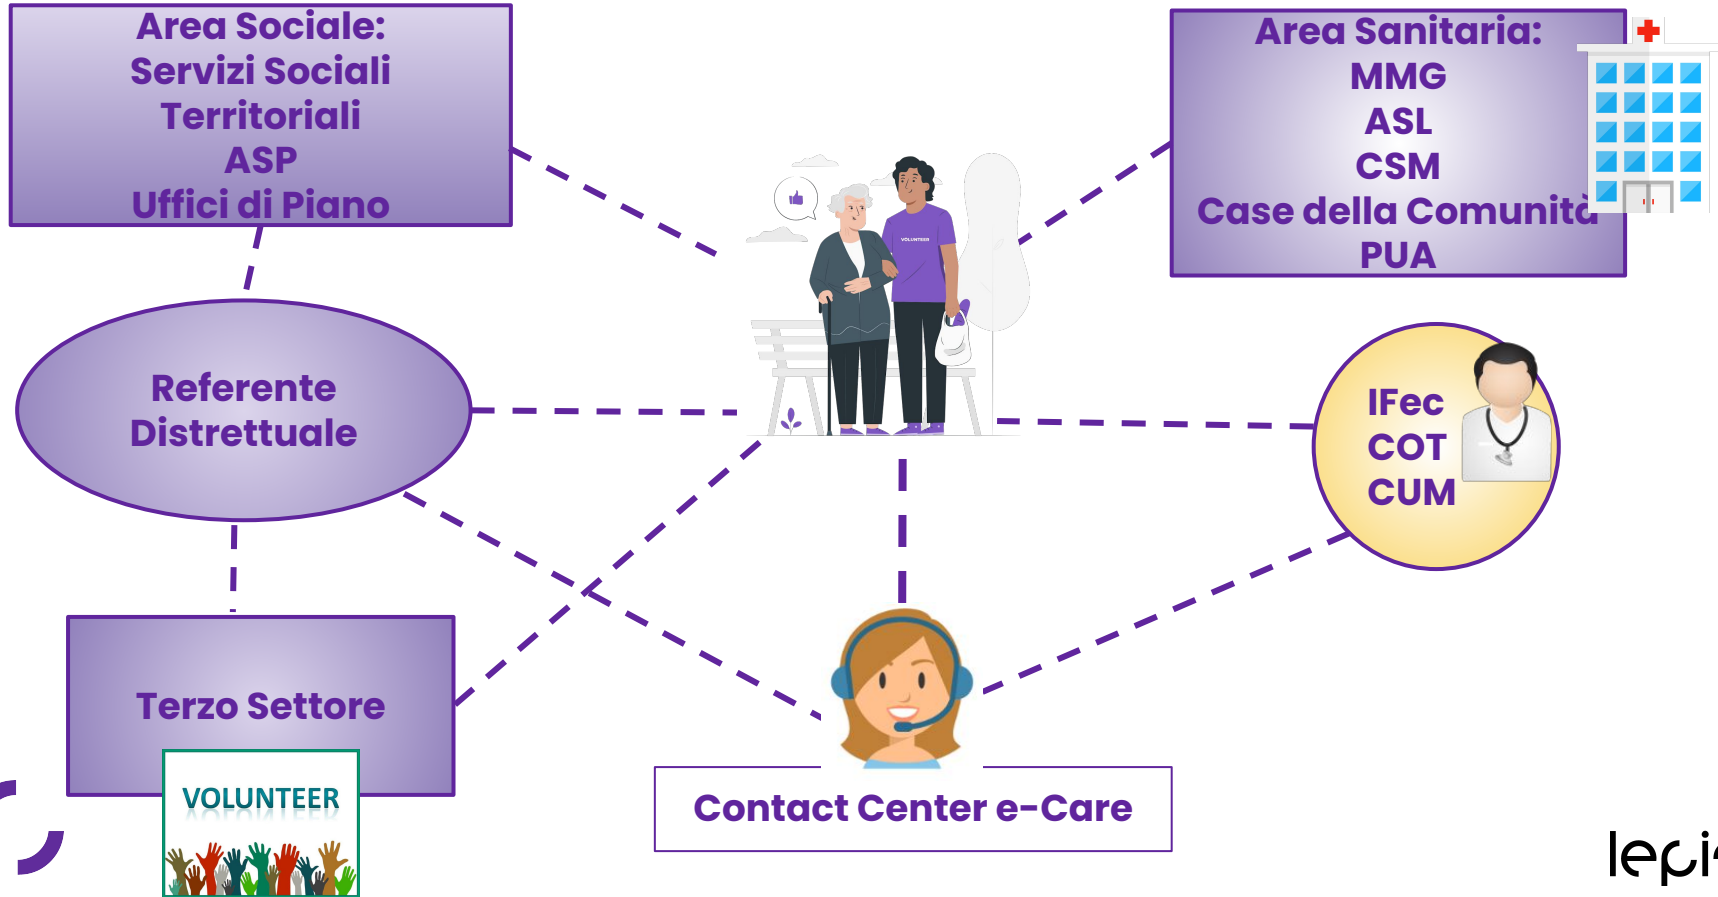 Area Sociale:
Servizi Sociali
Territoriali
ASP
Uffici di Piano
Area Sanitaria:
MMG
ASL
CSM
Case della Comunità
PUA
VOLUNTEER
Referente
Distrettuale
IFec
COT
CUM
Terzo Settore
VOLUNTEER
Contact Center e-Care